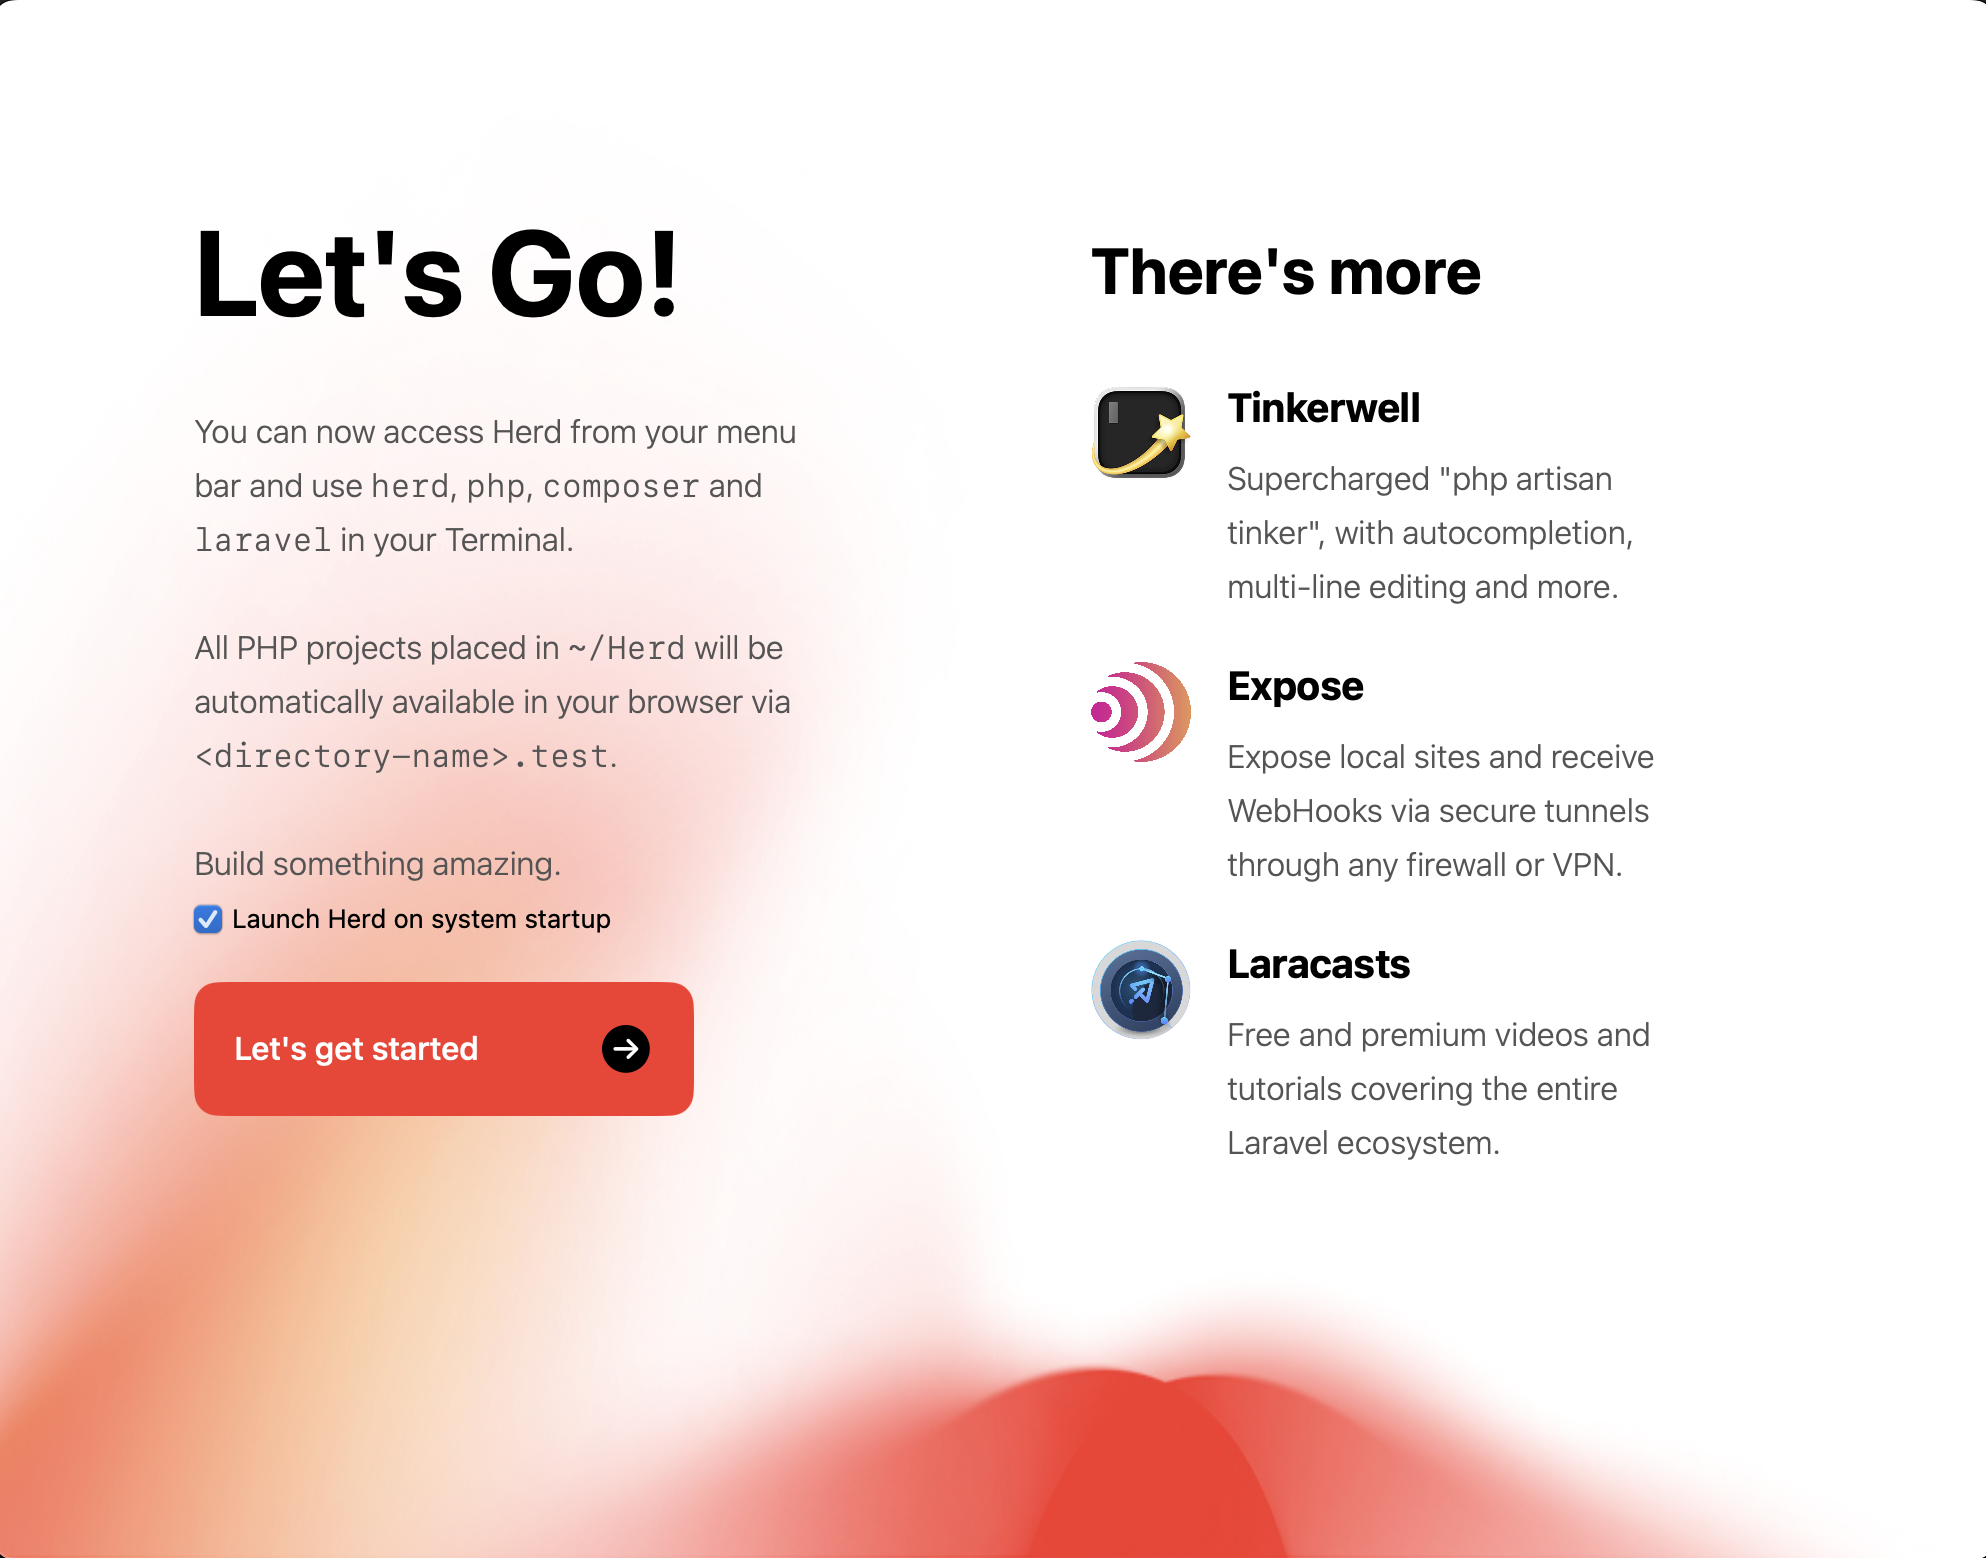 Let's Go!
You can now access Herd from your menu
bar and use herd, php, composer and
laravel in your Terminal.
All PHP projects placed in ~/Herd will be
automatically available in your browser via
<directory-name>.test.
Build something amazing.
Launch Herd on system startup
Let's get started
There's more
Tinkerwell
Supercharged "php artisan
tinker", with autocompletion,
multi-line editing and more.
Expose
Expose local sites and receive
WebHooks via secure tunnels
through any firewall or VPN.
Laracasts
Free and premium videos and
tutorials covering the entire
Laravel ecosystem.